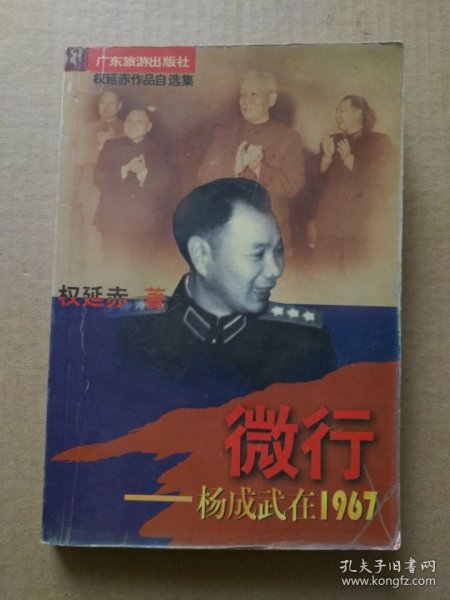 广东旅游出版社
权延赤作品自选集
权延赤 著
微行
——杨成武在1967
孔夫子旧书网
www.kongfz.com